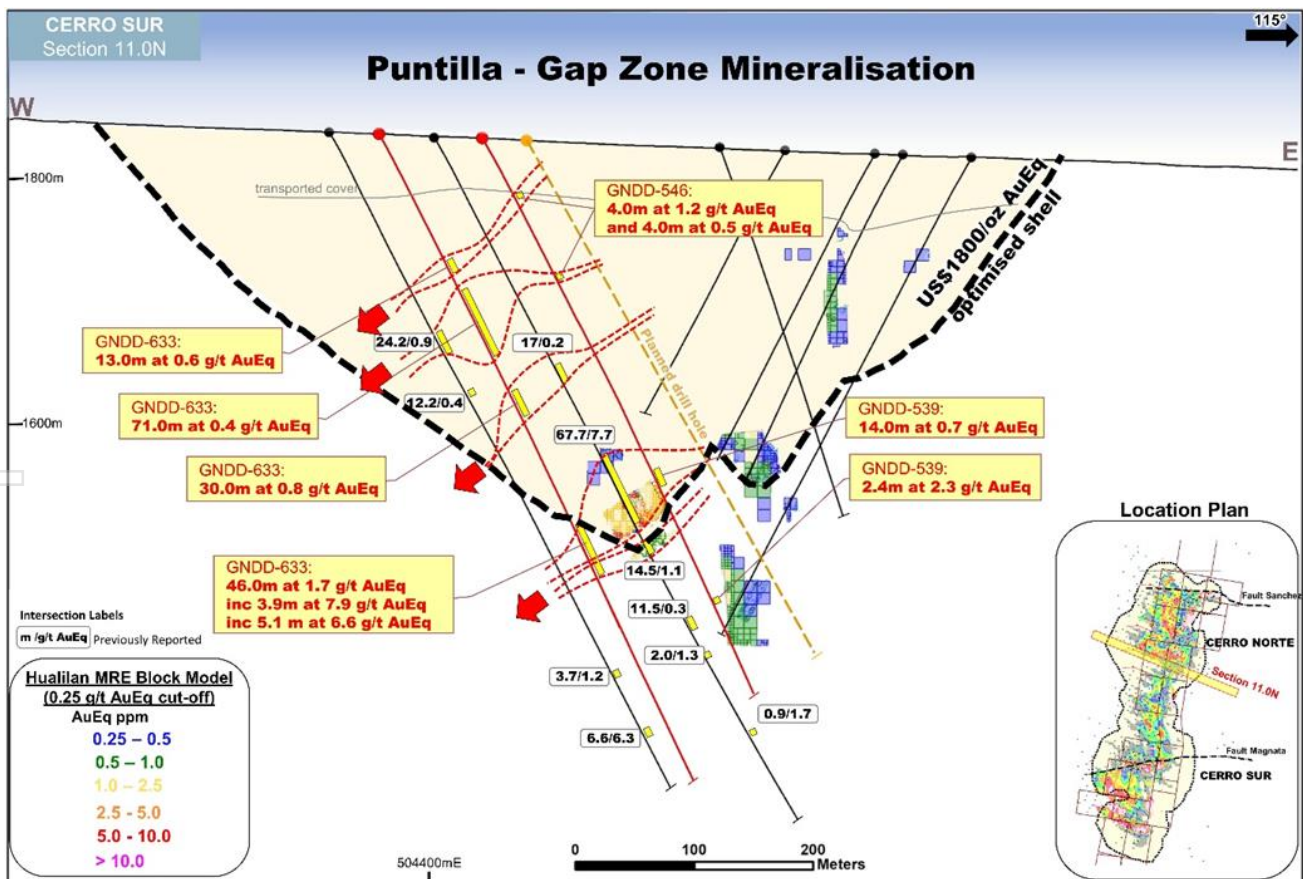 CERRO SUR
Section 11.0N
115°
Puntilla - Gap Zone Mineralisation
W
E
1800m
transported cover
GNDD-546:
4.0m at 1.2 g/t AuEq
and 4.0m at 0.5 g/t AuEq
US$1800/oz AuEq
optimised shell
GNDD-633:
13.0m at 0.6 g/t AuEq
24.2/0.9
17/0.2
Planned drill hole
12.2/0.4
GNDD-633:
71.0m at 0.4 g/t AuEq
1600m
67.7/7.7
GNDD-539:
14.0m at 0.7 g/t AuEq
GNDD-633:
30.0m at 0.8 g/t AuEq
GNDD-539:
2.4m at 2.3 g/t AuEq
GNDD-633:
46.0m at 1.7 g/t AuEq
inc 3.9m at 7.9 g/t AuEq
inc 5.1 m at 6.6 g/t AuEq
14.5/1.1
11.5/0.3
2.0/1.3
3.7/1.2
0.9/1.7
6.6/6.3
Intersection Labels
m /g/t AuEq Previously Reported
Hualilan MRE Block Model
(0.25 g/t AuEq cut-off)
AuEq ppm
0.25 – 0.5
0.5 – 1.0
1.0 – 2.5
2.5 - 5.0
5.0 - 10.0
> 10.0
504400mE
0 100 200
Meters
Location Plan
Fault Sanchez
CERRO NORTE
Section 11.0N
Fault Magnata
CERRO SUR